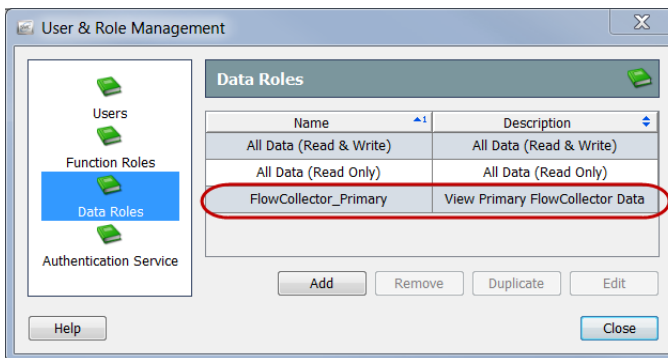 User & Role Management
Users
Function Roles
Data Roles
Authentication Service
Data Roles
Name 1 Description
All Data (Read & Write) All Data (Read & Write)
All Data (Read Only) All Data (Read Only)
FlowCollector_Primary View Primary FlowCollector Data
Add Remove Duplicate Edit
Help Close